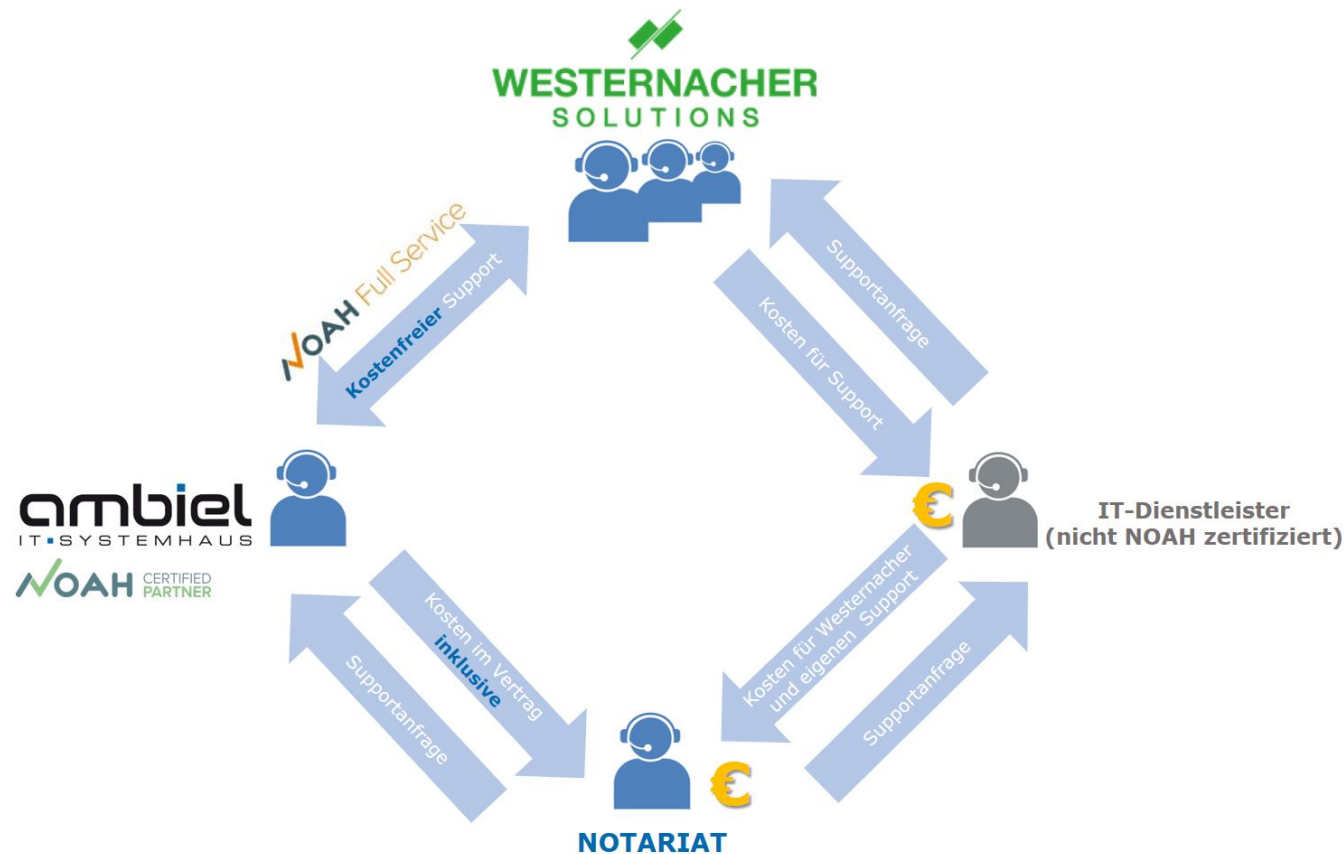 WESTERNACHER
SOLUTIONS
NOAH Full Service
Kostenfreier Support
Supportanfrage
Kosten für Support
ambiel
IT▪SYSTEMHAUS
NOAH CERTIFIED
PARTNER
€
IT-Dienstleister
(nicht NOAH zertifiziert)
Kosten im Vertrag
inklusive
Supportanfrage
Kosten für Westernacher
und eigenen Support
Supportanfrage
€
NOTARIAT